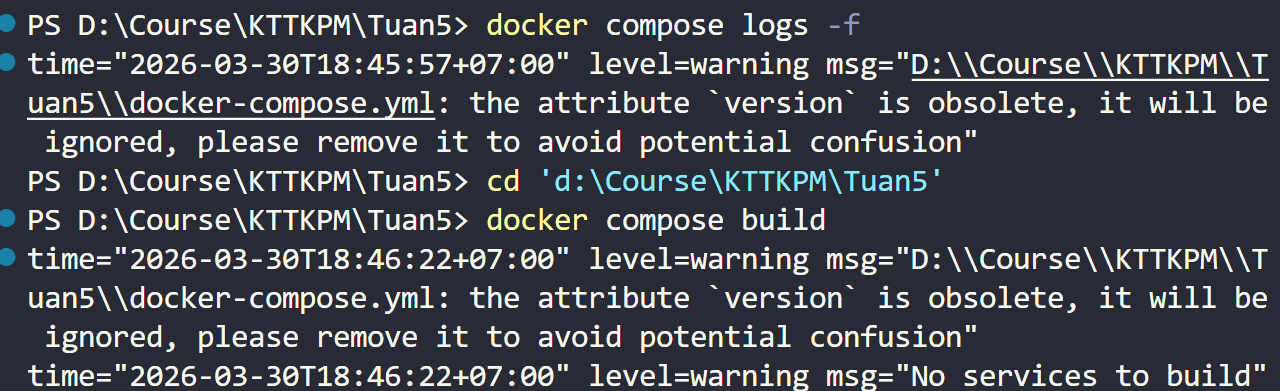 PS D:\Course\KTTKPM\Tuan5> docker compose logs -f
time="2026-03-30T18:45:57+07:00" level=warning msg="D:\\Course\\KTTKPM\\T
uan5\\docker-compose.yml: the attribute `version` is obsolete, it will be
 ignored, please remove it to avoid potential confusion"
PS D:\Course\KTTKPM\Tuan5> cd 'd:\Course\KTTKPM\Tuan5'
PS D:\Course\KTTKPM\Tuan5> docker compose build
time="2026-03-30T18:46:22+07:00" level=warning msg="D:\\Course\\KTTKPM\\T
uan5\\docker-compose.yml: the attribute `version` is obsolete, it will be
 ignored, please remove it to avoid potential confusion"
time="2026-03-30T18:46:22+07:00" level=warning msg="No services to build"